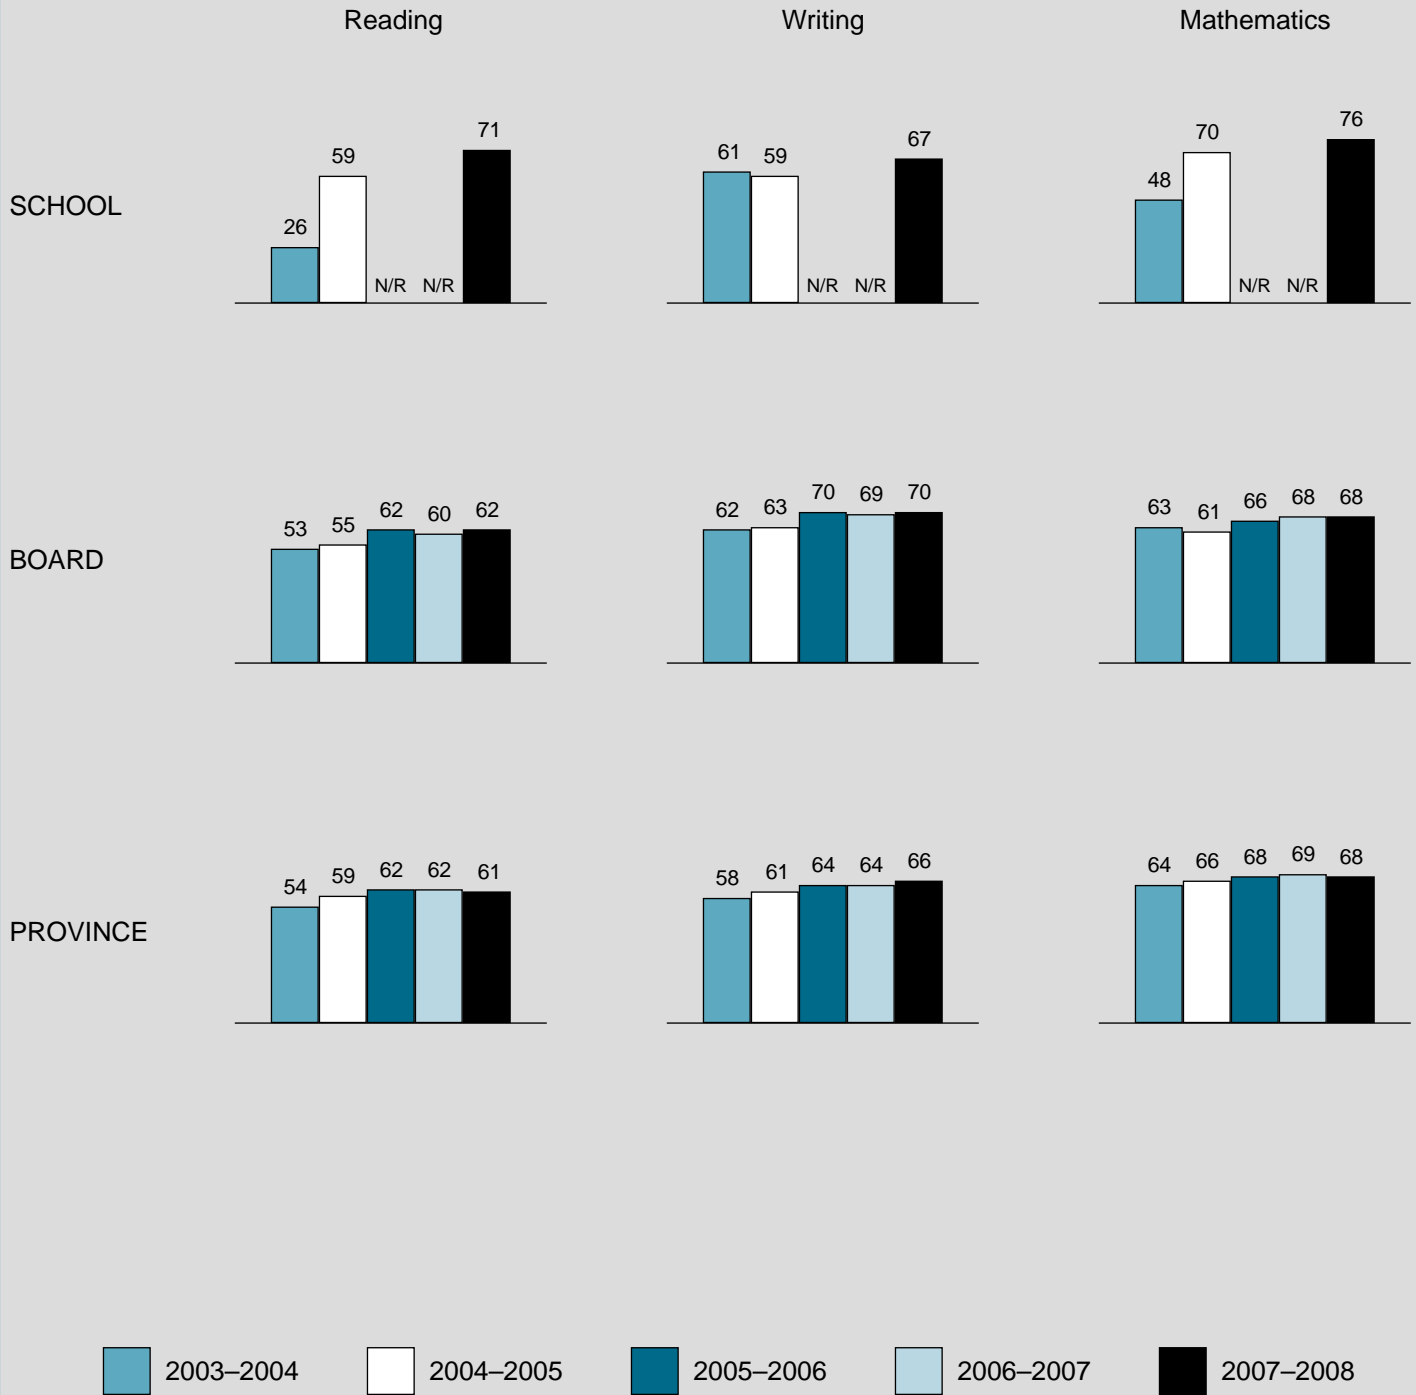 Reading Writing Mathematics
SCHOOL
26 59 N/R N/R 71
61 59 N/R N/R 67
48 70 N/R N/R 76
BOARD
53 55 62 60 62
62 63 70 69 70
63 61 66 68 68
PROVINCE
54 59 62 62 61
58 61 64 64 66
64 66 68 69 68
2003–2004 2004–2005 2005–2006 2006–2007 2007–2008